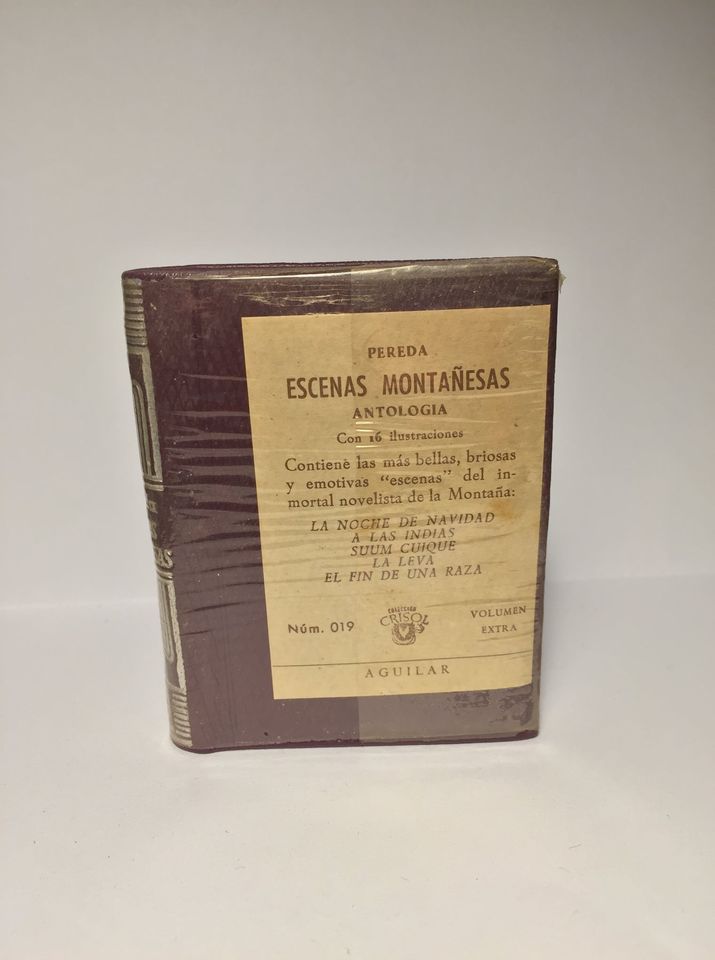 PEREDA
ESCENAS MONTAÑESAS
ANTOLOGIA
Con 16 ilustraciones
Contiene las más bellas, briosas
y emotivas “escenas” del in-
mortal novelista de la Montaña:
LA NOCHE DE NAVIDAD
A LAS INDIAS
SUUM CUIQUE
LA LEVA
EL FIN DE UNA RAZA
Núm. 019
COLECCIÓN
CRISOL
VOLUMEN
EXTRA
AGUILAR